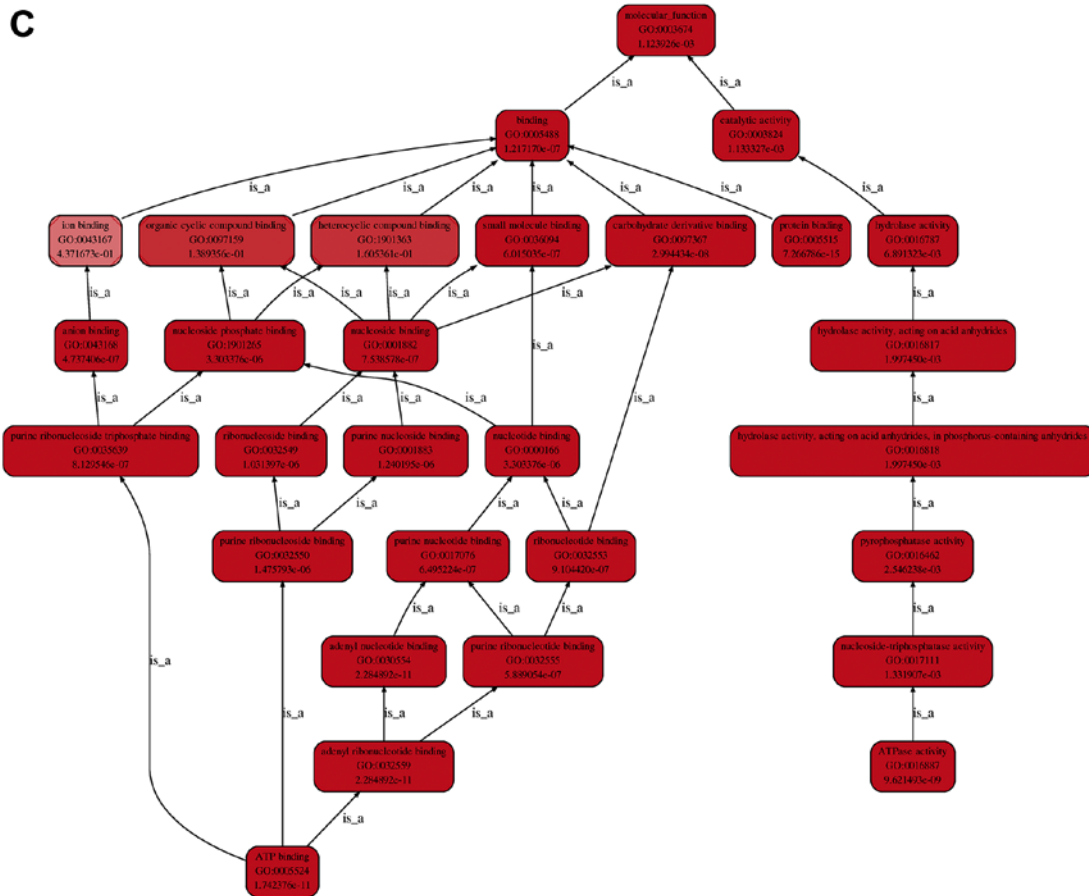 C
molecular_function
GO:0003674
1.123926e-03
is_a
is_a
binding
GO:0005488
1.217170e-07
catalytic activity
GO:0003824
1.133327e-03
is_a
is_a
is_a
is_a
is_a
is_a
is_a
ion binding
GO:0043167
4.371673e-01
organic cyclic compound binding
GO:0097159
1.389356e-01
heterocyclic compound binding
GO:1901363
1.605361e-01
small molecule binding
GO:0036094
6.015035e-07
carbohydrate derivative binding
GO:0097367
2.994434e-08
protein binding
GO:0005515
7.266786e-15
hydrolase activity
GO:0016787
6.891323e-03
is_a
is_a
is_a
is_a
is_a
is_a
is_a
is_a
anion binding
GO:0043168
4.737406e-07
nucleoside phosphate binding
GO:1901265
3.303376e-06
nucleoside binding
GO:0001882
7.538578e-07
is_a
hydrolase activity, acting on acid anhydrides
GO:0016817
1.997450e-03
is_a
is_a
is_a
is_a
is_a
is_a
is_a
purine ribonucleoside triphosphate binding
GO:0035639
8.129546e-07
ribonucleoside binding
GO:0032549
1.031397e-06
purine nucleoside binding
GO:0001883
1.240195e-06
nucleotide binding
GO:0000166
3.303376e-06
hydrolase activity, acting on acid anhydrides, in phosphorus-containing anhydrides
GO:0016818
1.997450e-03
is_a
is_a
is_a
is_a
is_a
purine ribonucleoside binding
GO:0032550
1.475793e-06
purine nucleotide binding
GO:0017076
6.495224e-07
ribonucleotide binding
GO:0032553
9.104420e-07
pyrophosphatase activity
GO:0016462
2.546238e-03
is_a
is_a
is_a
is_a
is_a
adenyl nucleotide binding
GO:0030554
2.284892e-11
purine ribonucleotide binding
GO:0032555
5.889054e-07
nucleoside-triphosphatase activity
GO:0017111
1.331907e-03
is_a
is_a
is_a
is_a
adenyl ribonucleotide binding
GO:0032559
2.284892e-11
ATPase activity
GO:0016887
9.621493e-09
is_a
ATP binding
GO:0005524
1.742376e-11